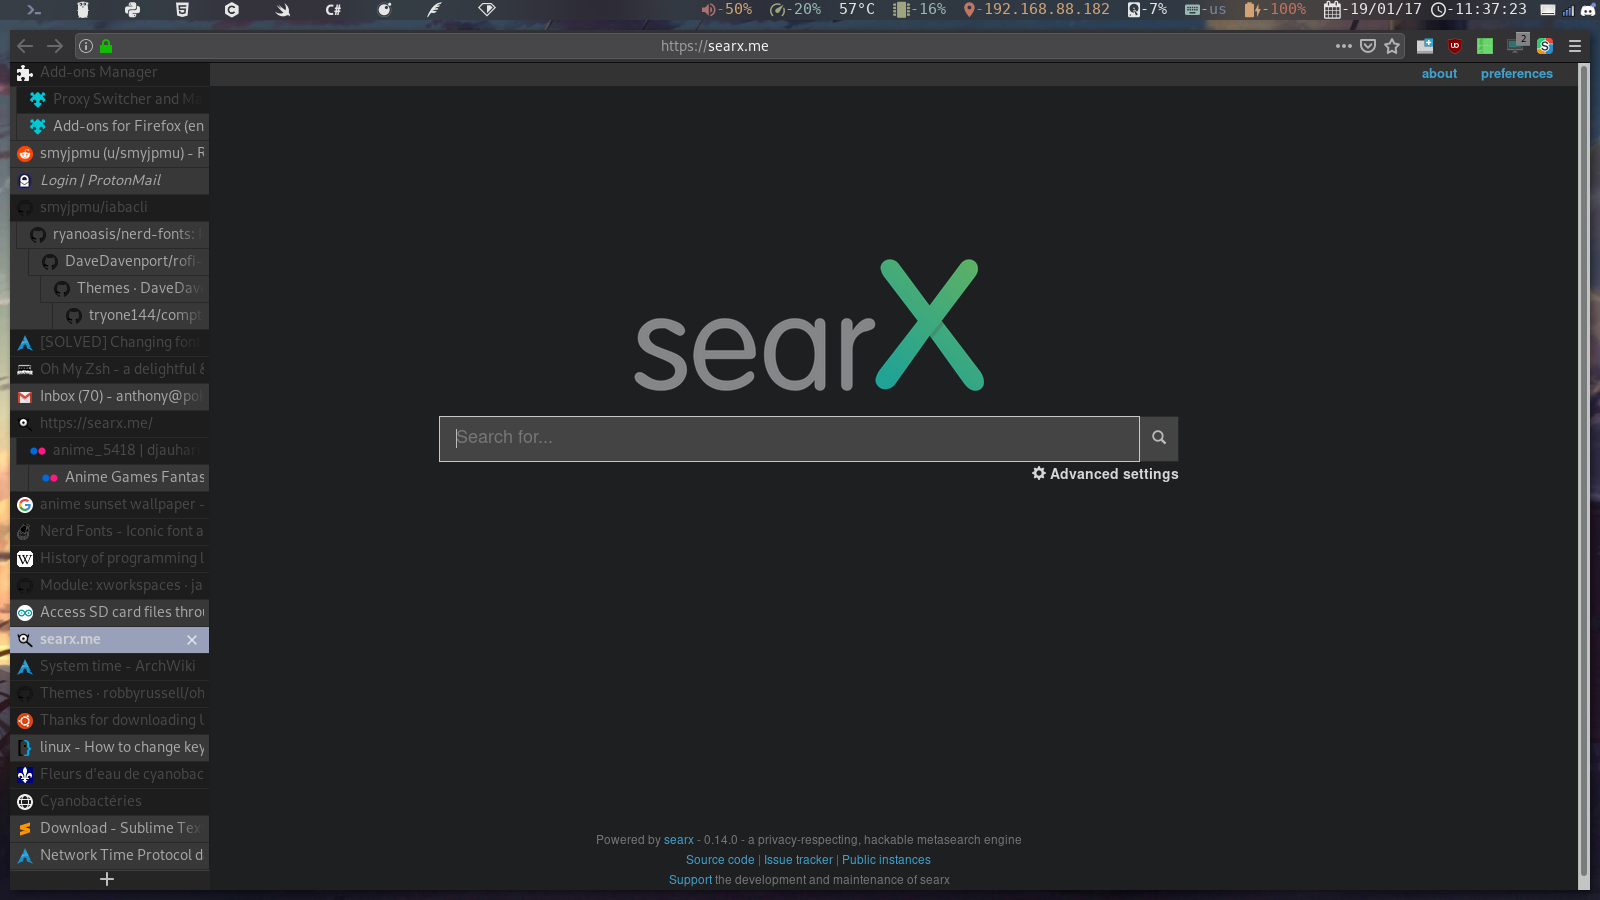 C#
-50% -20% 57°C -16% -192.168.88.182 -7% -us -100% -19/01/17 -11:37:23
https://searx.me
2
Add-ons Manager
about preferences
Proxy Switcher and Ma
Add-ons for Firefox (en
smyjpmu (u/smyjpmu) - R
Login | ProtonMail
smyjpmu/iabacli
ryanoasis/nerd-fonts:
DaveDavenport/rofi-
Themes · DaveDav
tryone144/compt
[SOLVED] Changing font
Oh My Zsh - a delightful &
Inbox (70) - anthony@pol
https://searx.me/
anime_5418 | djauhar
Anime Games Fantas
anime sunset wallpaper -
Nerd Fonts - Iconic font a
History of programming l
Module: xworkspaces · ja
Access SD card files throu
searx.me
System time - ArchWiki
Themes · robbyrussell/oh
Thanks for downloading U
linux - How to change key
Fleurs d'eau de cyanobac
Cyanobactéries
Download - Sublime Tex
Network Time Protocol d
searX
Search for...
Advanced settings
Powered by searx - 0.14.0 - a privacy-respecting, hackable metasearch engine
Source code | Issue tracker | Public instances
Support the development and maintenance of searx